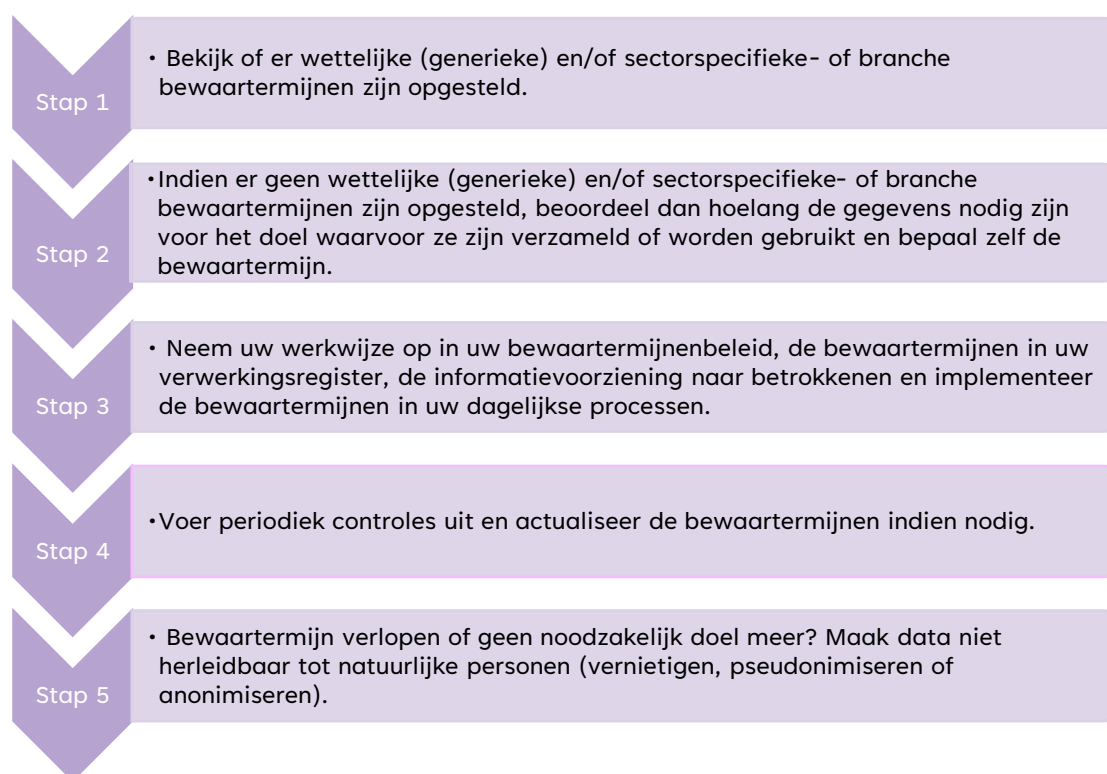 Stap 1
• Bekijk of er wettelijke (generieke) en/of sectorspecifieke- of branche
bewaartermijnen zijn opgesteld.
Stap 2
•Indien er geen wettelijke (generieke) en/of sectorspecifieke- of branche
bewaartermijnen zijn opgesteld, beoordeel dan hoelang de gegevens nodig zijn
voor het doel waarvoor ze zijn verzameld of worden gebruikt en bepaal zelf de
bewaartermijn.
Stap 3
• Neem uw werkwijze op in uw bewaartermijnenbeleid, de bewaartermijnen in uw
verwerkingsregister, de informatievoorziening naar betrokkenen en implementeer
de bewaartermijnen in uw dagelijkse processen.
Stap 4
•Voer periodiek controles uit en actualiseer de bewaartermijnen indien nodig.
Stap 5
• Bewaartermijn verlopen of geen noodzakelijk doel meer? Maak data niet
herleidbaar tot natuurlijke personen (vernietigen, pseudonimiseren of
anonimiseren).